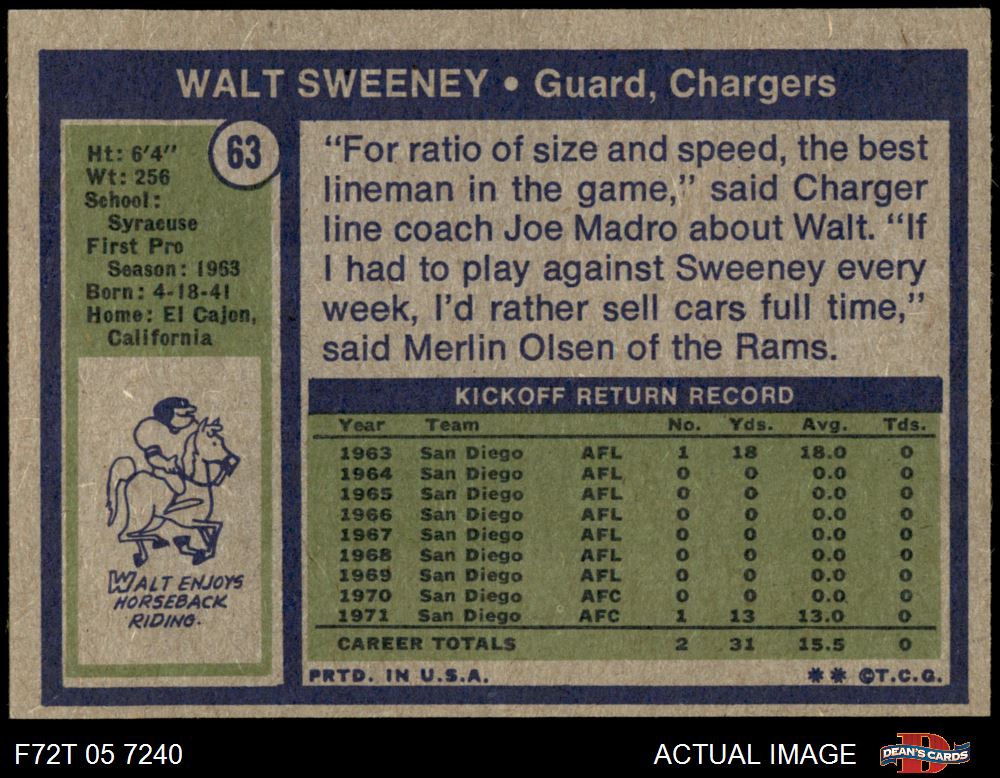 WALT SWEENEY • Guard, Chargers
63
Ht: 6'4"
Wt: 256
School:
Syracuse
First Pro
Season: 1963
Born: 4-18-41
Home: El Cajon,
California
WALT ENJOYS
HORSEBACK
RIDING.
“For ratio of size and speed, the best
lineman in the game,” said Charger
line coach Joe Madro about Walt. “If
I had to play against Sweeney every
week, I’d rather sell cars full time,”
said Merlin Olsen of the Rams.
KICKOFF RETURN RECORD
Year Team No. Yds. Avg. Tds.
1963 San Diego AFL 1 18 18.0 0
1964 San Diego AFL 0 0 0.0 0
1965 San Diego AFL 0 0 0.0 0
1966 San Diego AFL 0 0 0.0 0
1967 San Diego AFL 0 0 0.0 0
1968 San Diego AFL 0 0 0.0 0
1969 San Diego AFL 0 0 0.0 0
1970 San Diego AFC 0 0 0.0 0
1971 San Diego AFC 1 13 13.0 0
CAREER TOTALS 2 31 15.5 0
PRTD. IN U.S.A. ** ©T.C.G.
F72T 05 7240 ACTUAL IMAGE
D
DEAN'S CARDS